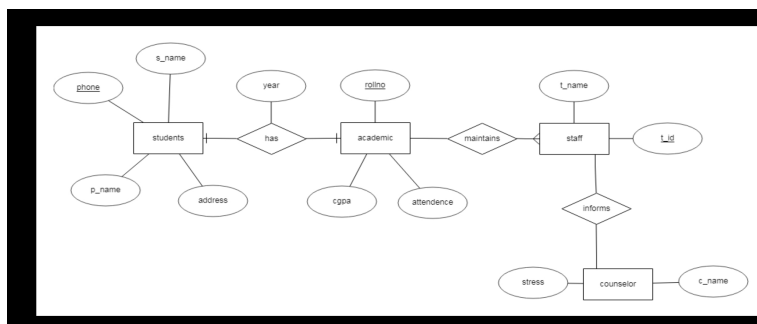 s_name
phone
year
rollno
t_name
students
has
academic
maintains
staff
t_id
p_name
address
cgpa
attendence
informs
stress
counselor
c_name